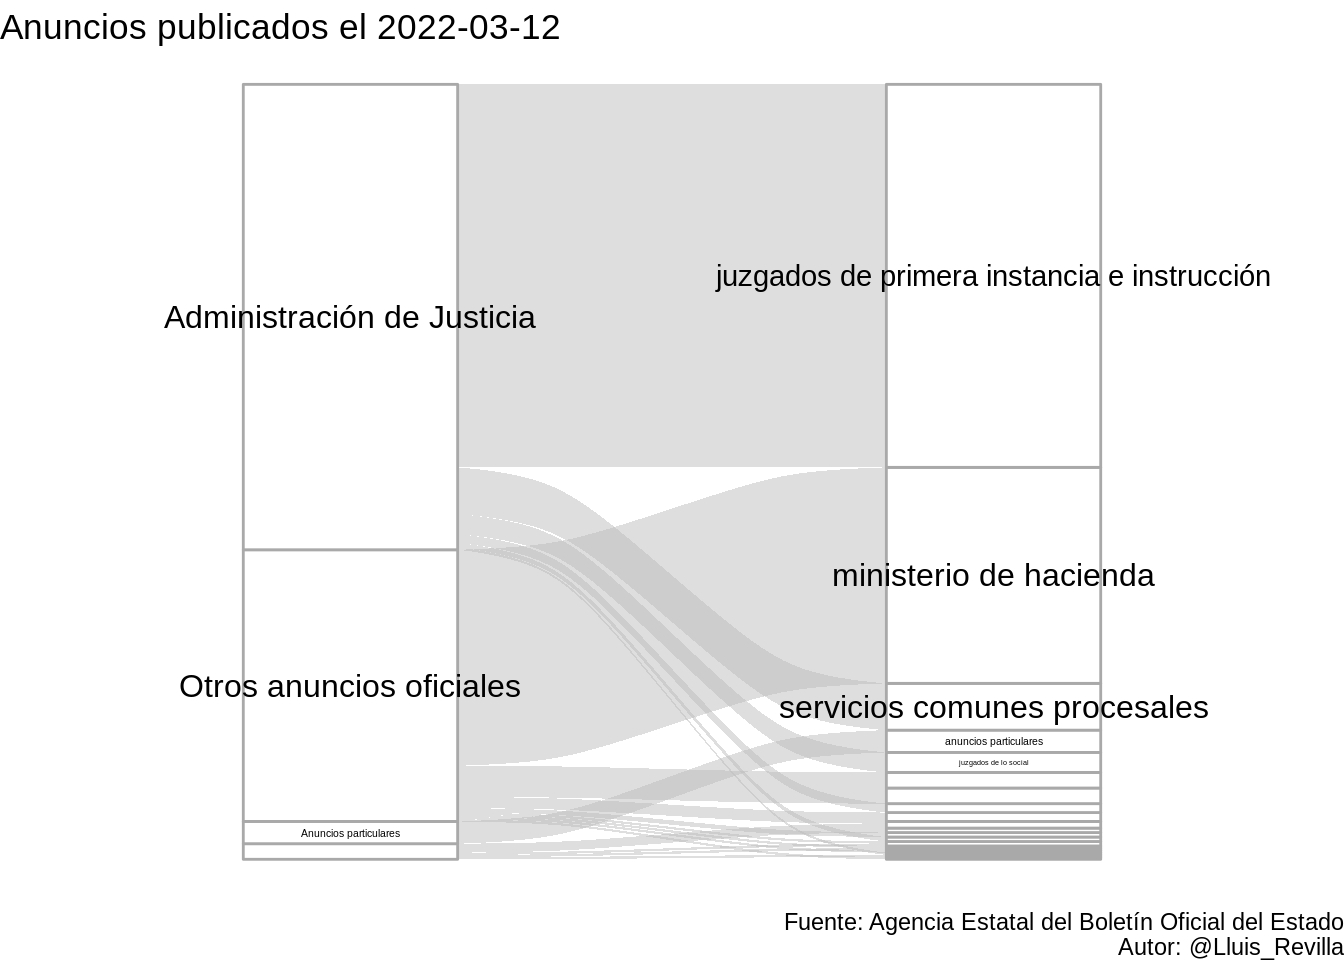 Anuncios publicados el 2022-03-12
juzgados de primera instancia e instrucción
Administración de Justicia
ministerio de hacienda
Otros anuncios oficiales
servicios comunes procesales
anuncios particulares
juzgados de lo social
Anuncios particulares
Fuente: Agencia Estatal del Boletín Oficial del Estado
Autor: @Lluis_Revilla